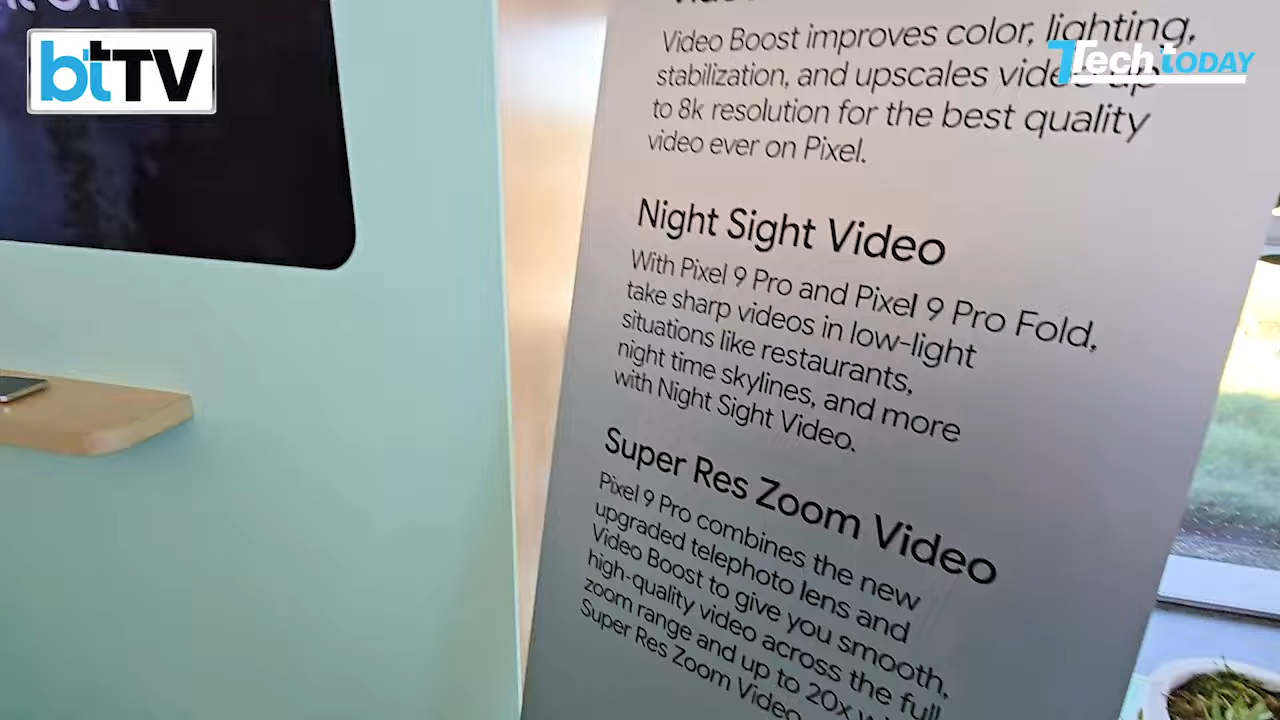 btTV
Tech tODAY
Video Boost improves color, lighting,
stabilization, and upscales video up
to 8k resolution for the best quality
video ever on Pixel.
Night Sight Video
With Pixel 9 Pro and Pixel 9 Pro Fold,
take sharp videos in low-light
situations like restaurants,
night time skylines, and more
with Night Sight Video.
Super Res Zoom Video
Pixel 9 Pro combines the new
upgraded telephoto lens and
Video Boost to give you smooth,
high-quality video across the full
zoom range and up to 20x
Super Res Zoom Video